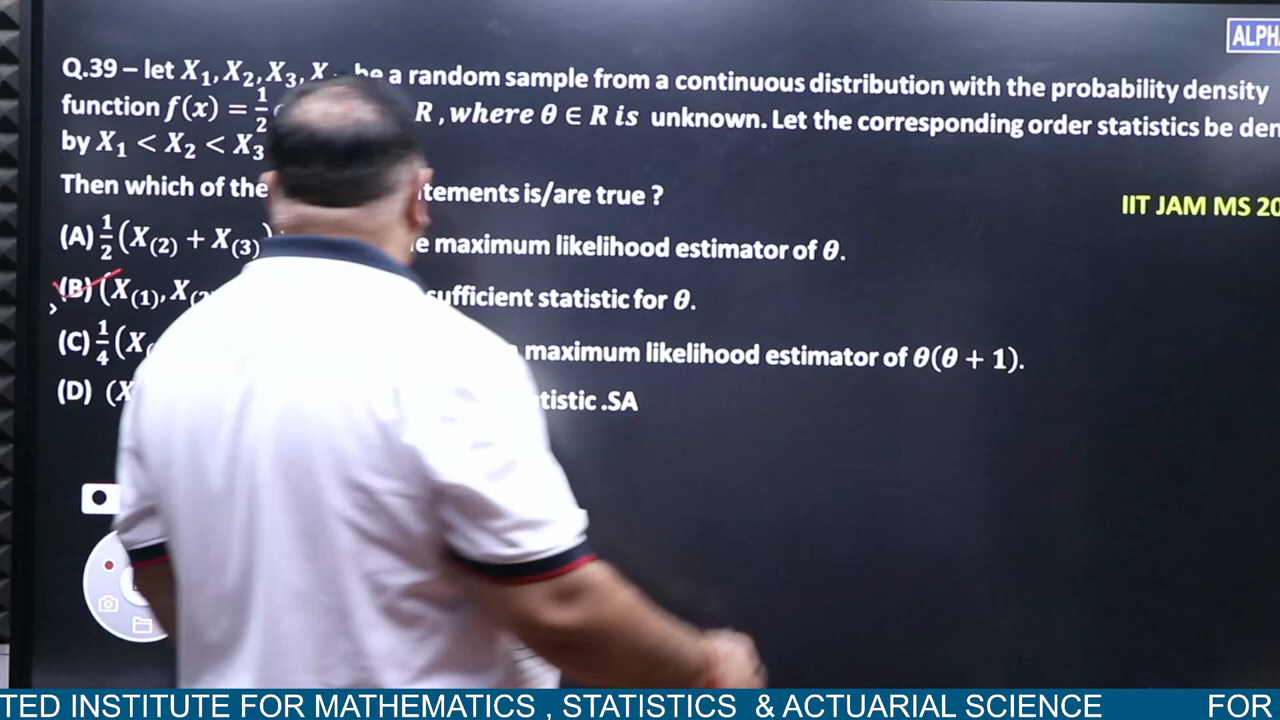 ALPH
Q.39 – let X₁, X₂, X₃, X be a random sample from a continuous distribution with the probability density
function f(x) = 1/2 R , where θ ∈ R is unknown. Let the corresponding order statistics be den
by X₁ < X₂ < X₃
Then which of the tements is/are true ?
IIT JAM MS 20
(A) 1/2 (X₍₂₎ + X₍₃₎) e maximum likelihood estimator of θ.
(B) (X₍₁₎, X sufficient statistic for θ.
(C) 1/4 (X maximum likelihood estimator of θ(θ + 1).
(D) (X tistic .SA
TED INSTITUTE FOR MATHEMATICS , STATISTICS & ACTUARIAL SCIENCE FOR